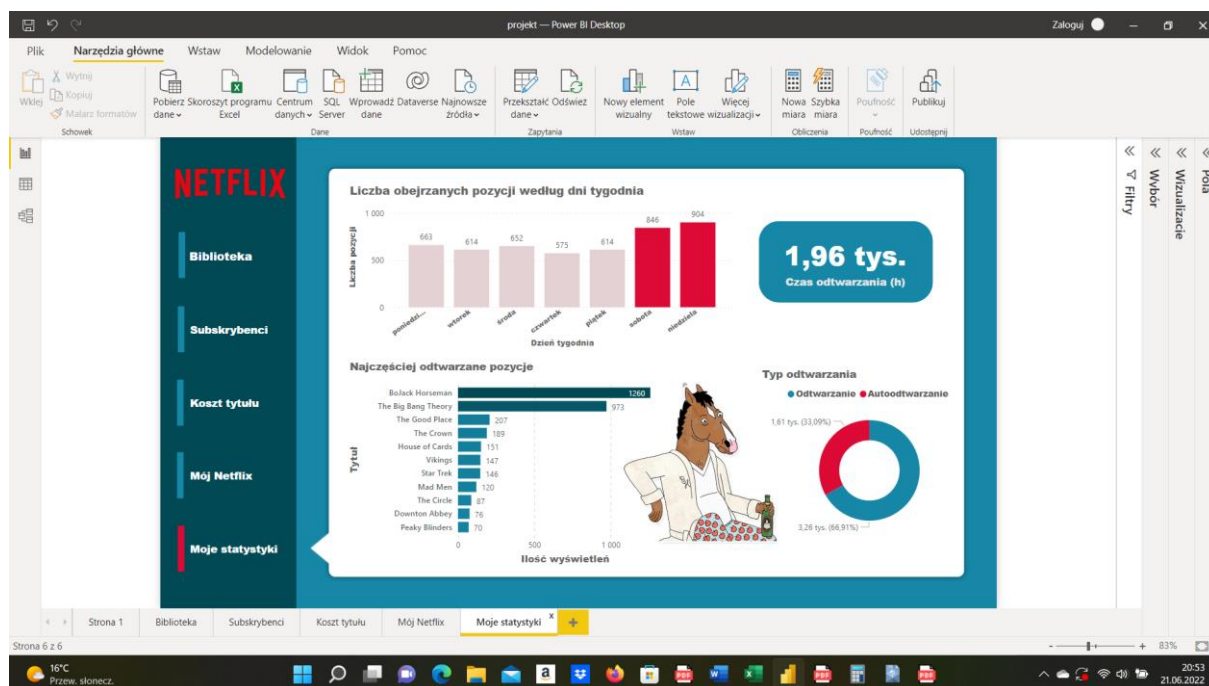 projekt — Power BI Desktop
Zaloguj
Plik Narzędzia główne Wstaw Modelowanie Widok Pomoc
Wklej
Wytnij
Kopiuj
Malarz formatów
Schowek
Pobierz dane
Skoroszyt programu Excel
Centrum danych
SQL Server
Wprowadź dane
Dataverse
Najnowsze źródła
Dane
Przekształć dane
Odśwież
Zapytania
Nowy element wizualny
Pole tekstowe
Więcej wizualizacji
Wstaw
Nowa miara
Szybka miara
Obliczenia
Poufność
Poufność
Publikuj
Udostępnij
NETFLIX
Biblioteka
Subskrybenci
Koszt tytułu
Mój Netflix
Moje statystyki
Liczba obejrzanych pozycji według dni tygodnia
Liczba pozycji
1 000
500
0
663
614
652
575
614
846
904
poniedzi...
wtorek
środa
czwartek
piątek
sobota
niedziela
Dzień tygodnia
1,96 tys.
Czas odtwarzania (h)
Najczęściej odtwarzane pozycje
Tytuł
BoJack Horseman 1260
The Big Bang Theory 973
The Good Place 207
The Crown 189
House of Cards 151
Vikings 147
Star Trek 146
Mad Men 120
The Circle 87
Downton Abbey 76
Peaky Blinders 70
0 500 1 000
Ilość wyświetleń
Typ odtwarzania
Odtwarzanie Autoodtwarzanie
1,61 tys. (33,09%)
3,26 tys. (66,91%)
Filtry
Wybór
Wizualizacje
Pola
Strona 1 Biblioteka Subskrybenci Koszt tytułu Mój Netflix Moje statystyki x +
Strona 6 z 6
- + 83%
16°C
Przew. słonecz.
20:53
21.06.2022